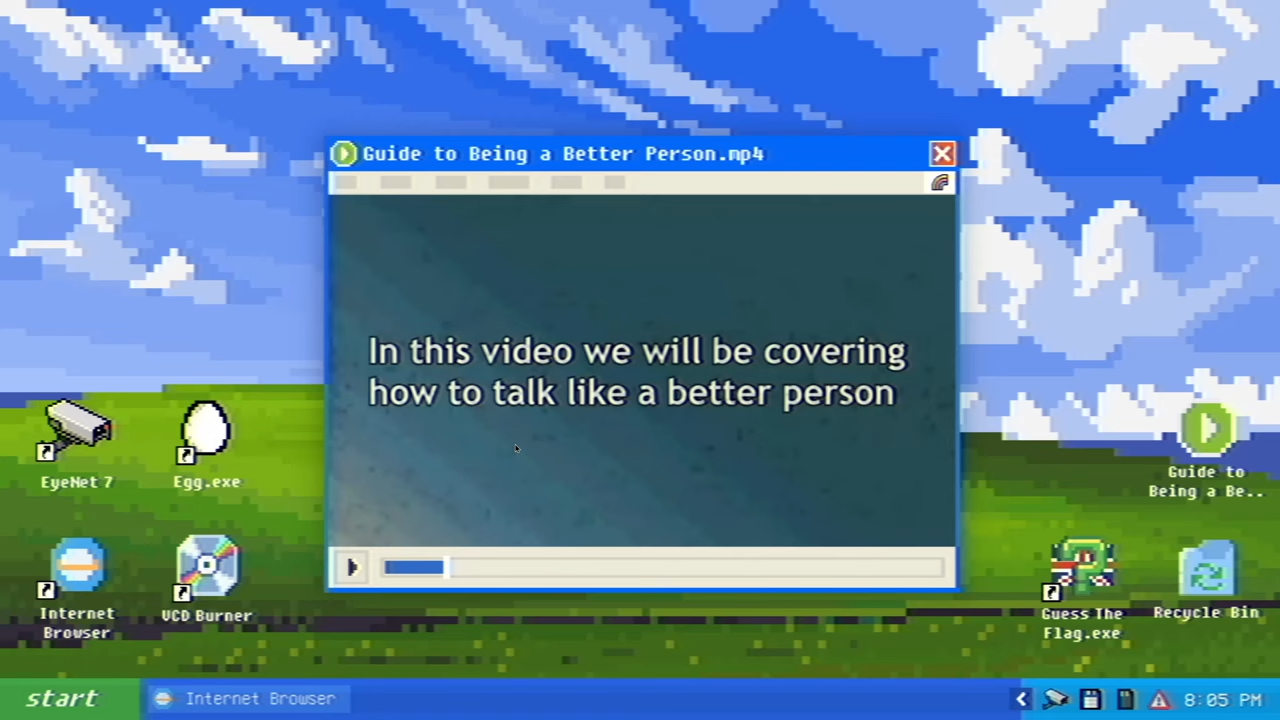 Guide to Being a Better Person.mp4
In this video we will be covering
how to talk like a better person
EyeNet 7
Egg.exe
Guide to
Being a Be..
Internet
Browser
VCD Burner
Guess The
Flag.exe
Recycle Bin
start
Internet Browser
8:05 PM